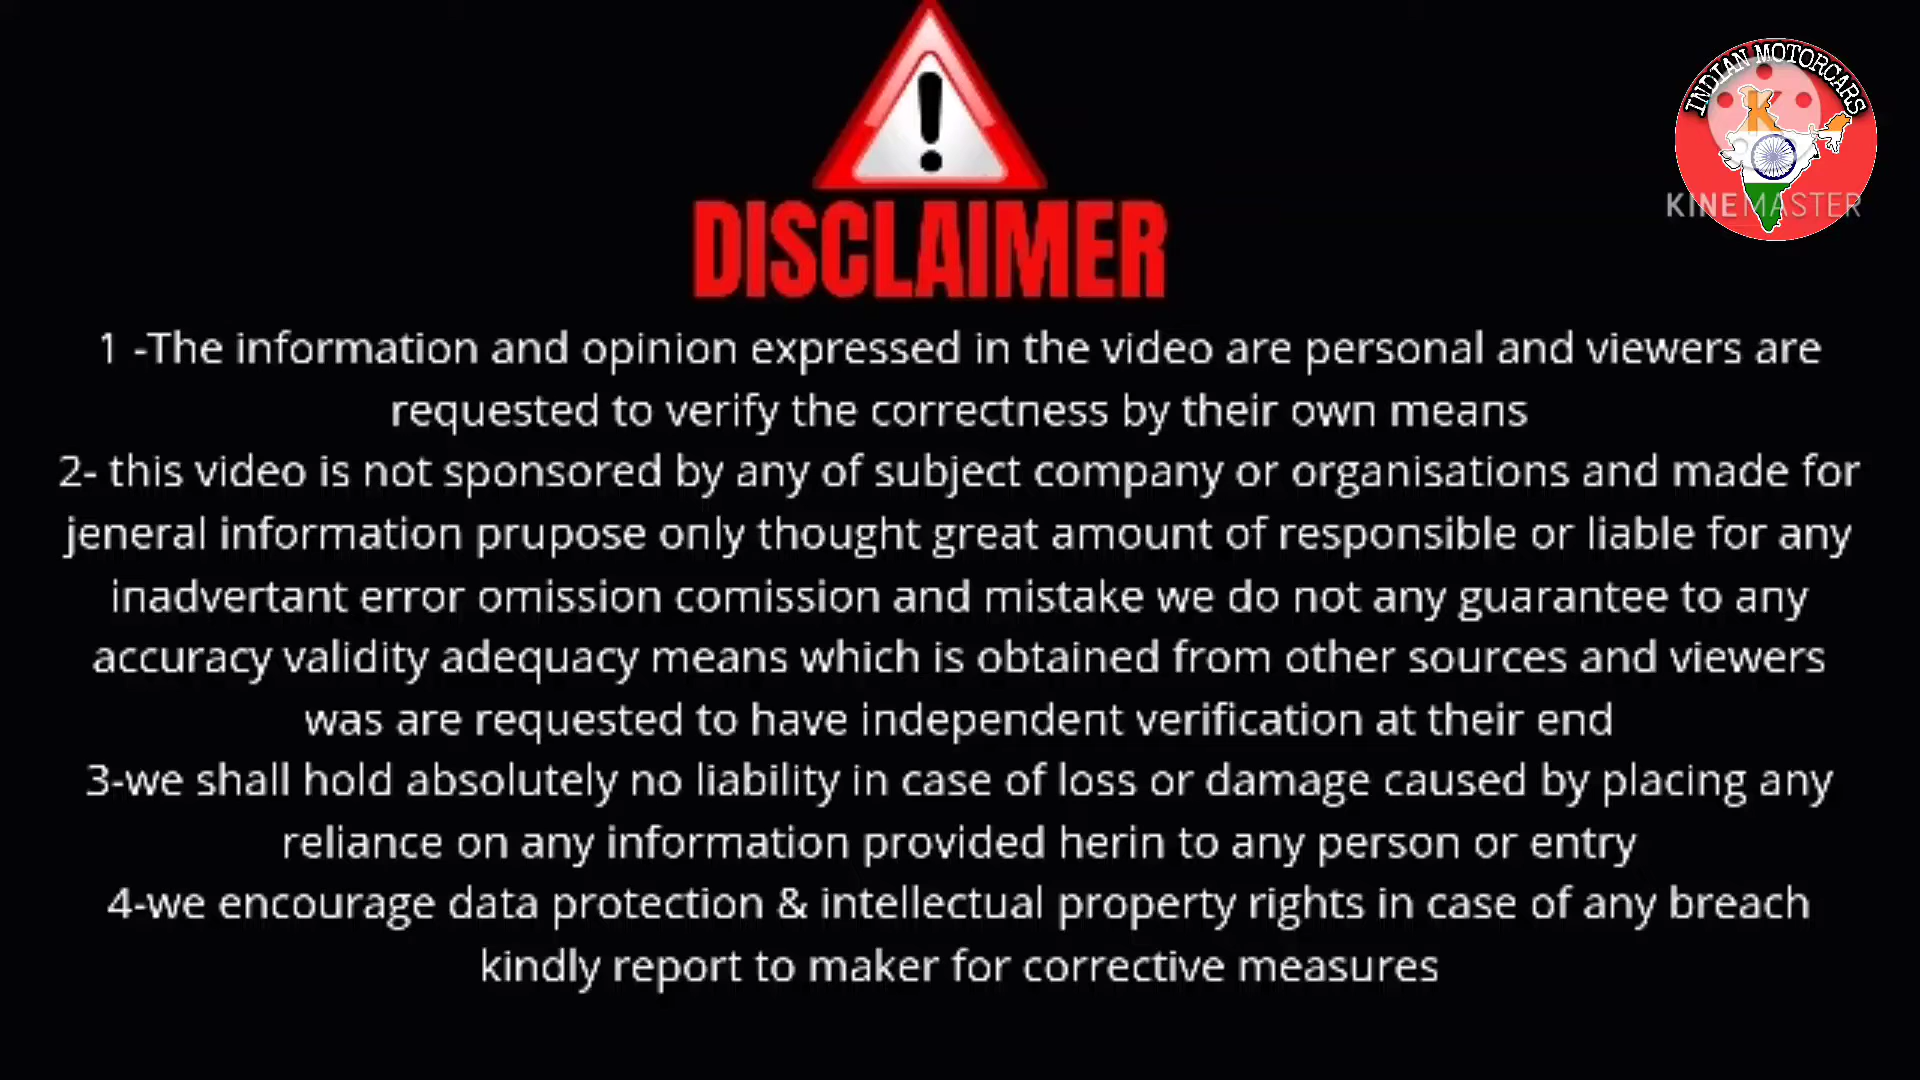 INDIAN MOTORCARS
KINEMASTER
DISCLAIMER
1 -The information and opinion expressed in the video are personal and viewers are
requested to verify the correctness by their own means
2- this video is not sponsored by any of subject company or organisations and made for
jeneral information prupose only thought great amount of responsible or liable for any
inadvertant error omission comission and mistake we do not any guarantee to any
accuracy validity adequacy means which is obtained from other sources and viewers
was are requested to have independent verification at their end
3-we shall hold absolutely no liability in case of loss or damage caused by placing any
reliance on any information provided herin to any person or entry
4-we encourage data protection & intellectual property rights in case of any breach
kindly report to maker for corrective measures